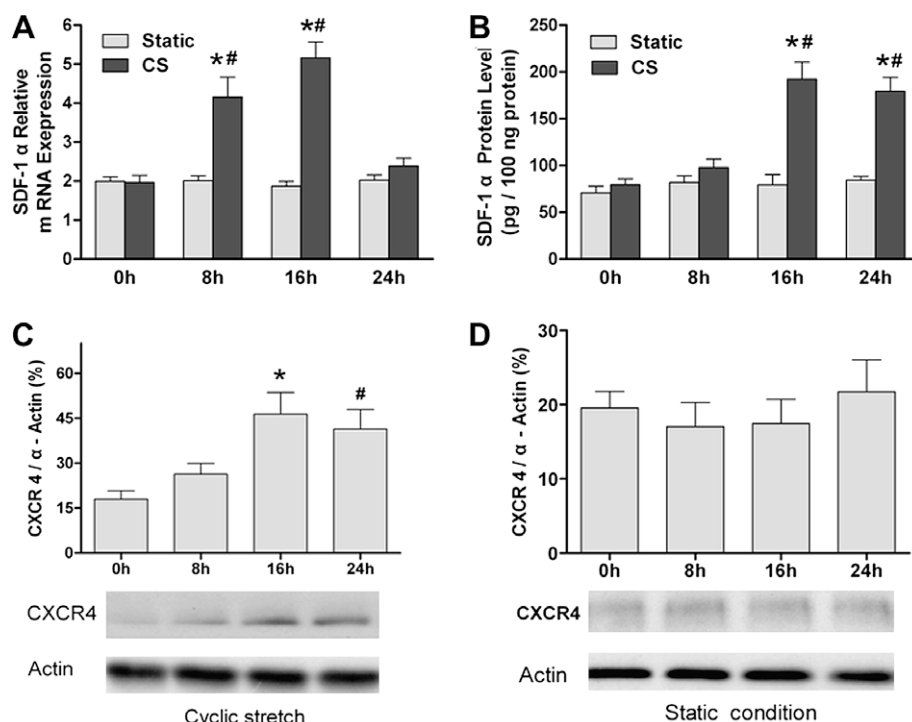 A
SDF-1 α Relative
m RNA Exepression
6
5
4
3
2
1
0
Static
CS
*#
*#
0h 8h 16h 24h
B
SDF-1 α Protein Level
(pg / 100 ng protein)
250
200
150
100
50
0
Static
CS
*#
*#
0h 8h 16h 24h
C
CXCR 4 / α - Actin (%)
60
45
30
15
0
*
#
0h 8h 16h 24h
CXCR4
Actin
Cyclic stretch
D
CXCR 4 / α - Actin (%)
30
20
10
0
0h 8h 16h 24h
CXCR4
Actin
Static condition